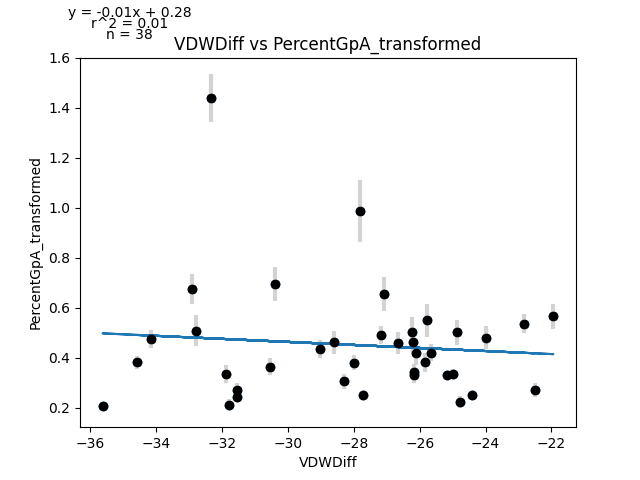 y = -0.01x + 0.28
r^2 = 0.01
n = 38
VDWDiff vs PercentGpA_transformed
PercentGpA_transformed
1.6
1.4
1.2
1.0
0.8
0.6
0.4
0.2
−36 −34 −32 −30 −28 −26 −24 −22
VDWDiff